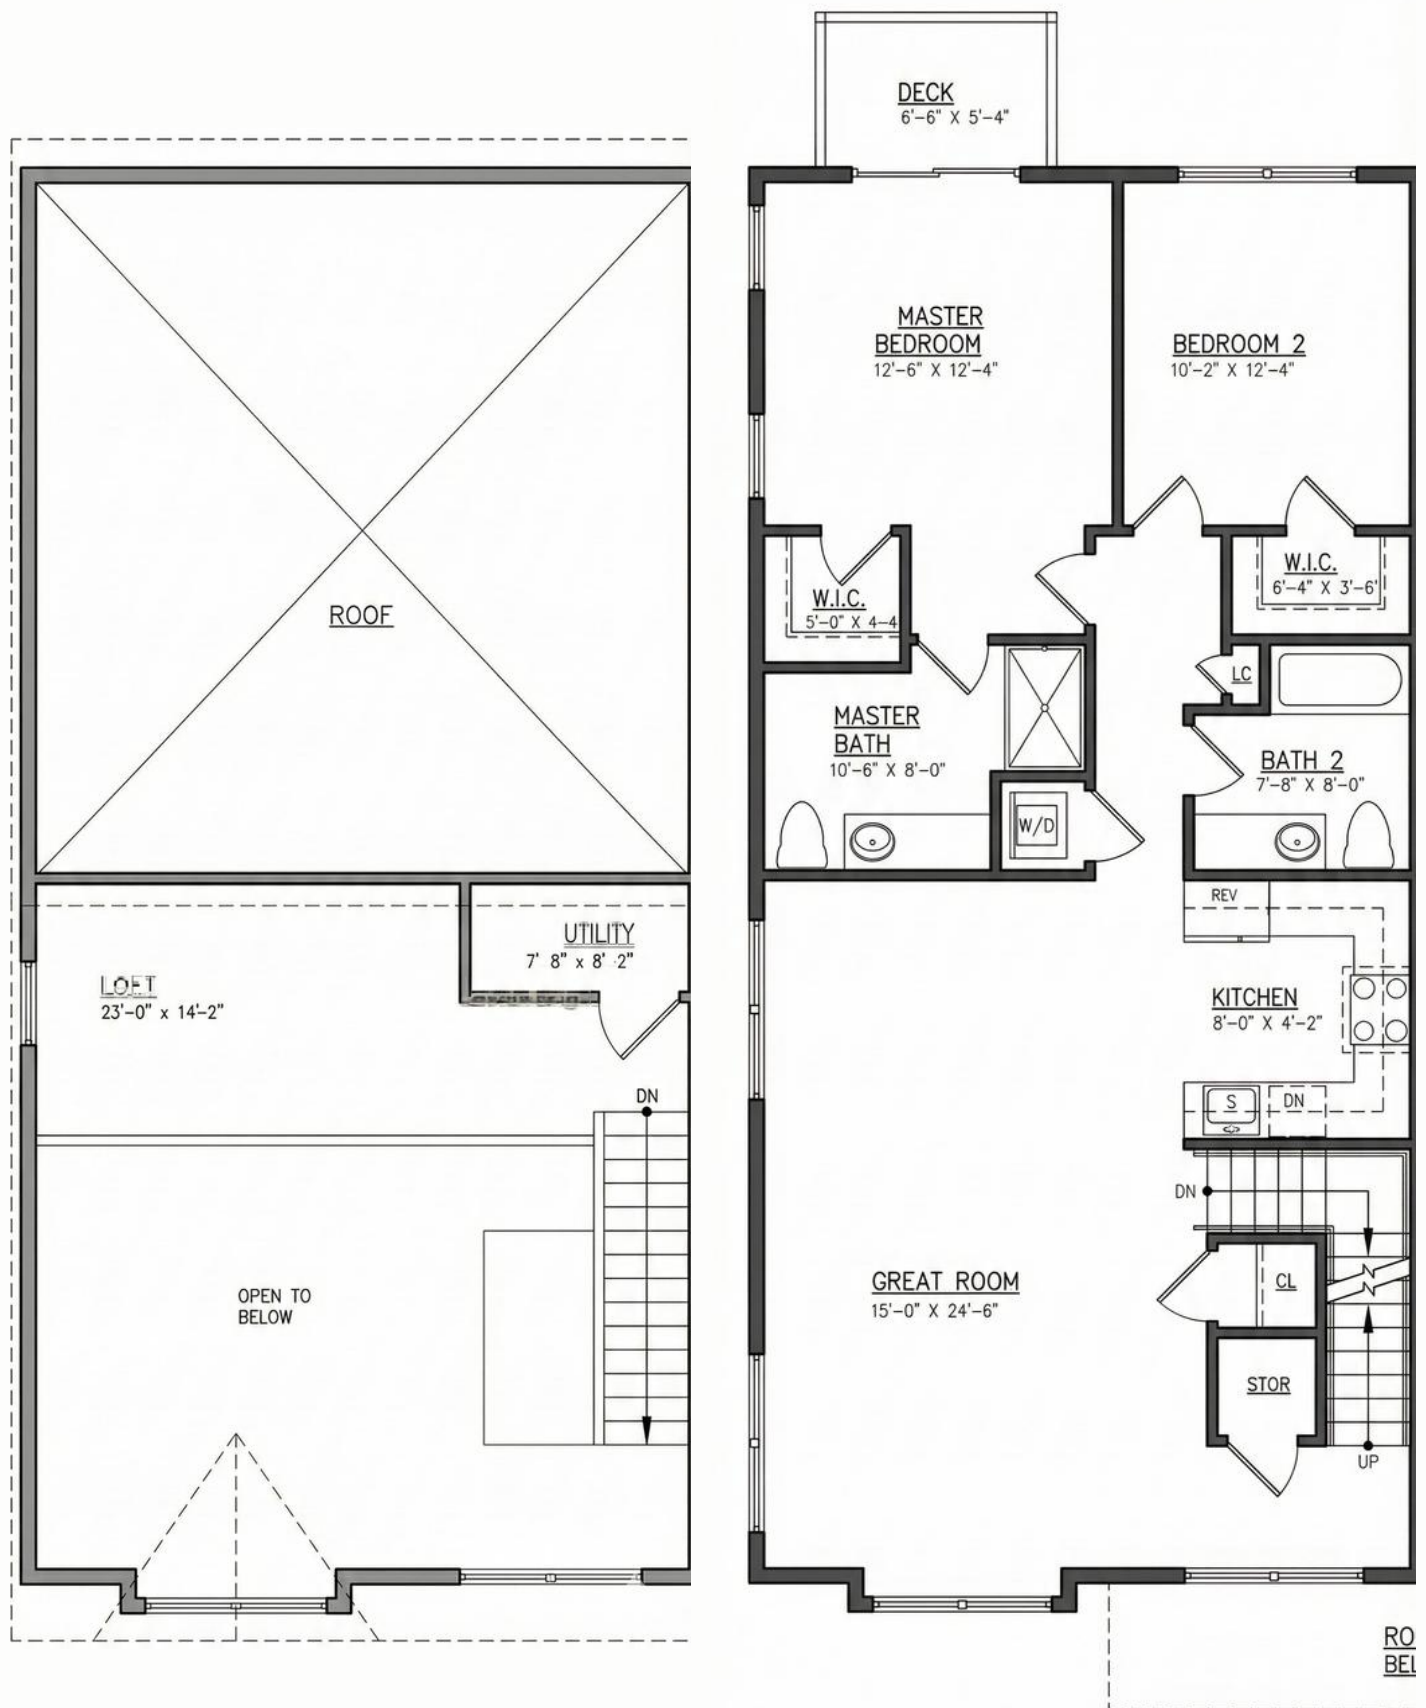 ROOF
LOFT
23'-0" x 14'-2"
UTILITY
7' 8" x 8' -2"
DN
OPEN TO
BELOW
DECK
6'-6" X 5'-4"
MASTER
BEDROOM
12'-6" X 12'-4"
BEDROOM 2
10'-2" X 12'-4"
W.I.C.
5'-0" X 4-4
W.I.C.
6'-4" X 3'-6'
LC
MASTER
BATH
10'-6" X 8'-0"
BATH 2
7'-8" X 8'-0"
W/D
REV
KITCHEN
8'-0" X 4'-2"
S
DN
DN
GREAT ROOM
15'-0" X 24'-6"
CL
STOR
UP
RO
BEL